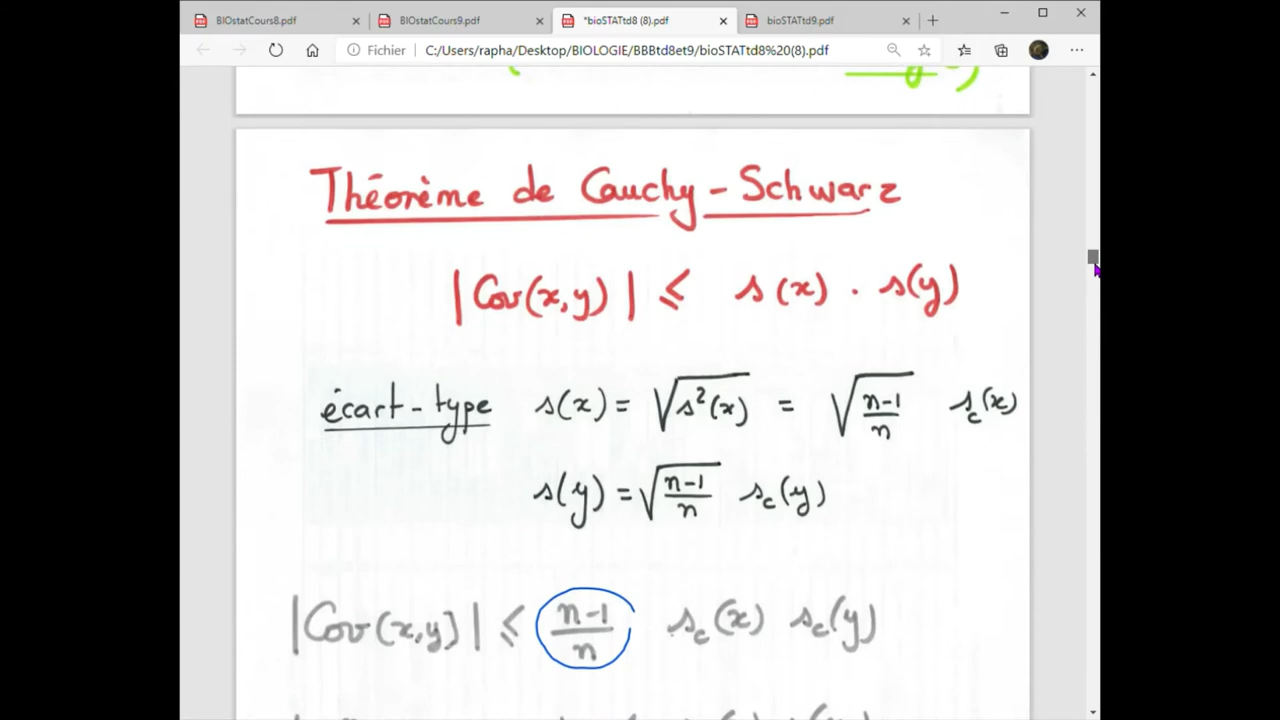 BIOstatCours8.pdf BIOstatCours9.pdf *bioSTATtd8 (8).pdf bioSTATtd9.pdf
Fichier C:/Users/rapha/Desktop/BIOLOGIE/BBBtd8et9/bioSTATtd8%20(8).pdf
Théorème de Cauchy-Schwarz
|Cov(x,y)| ≤ s(x) . s(y)
écart-type s(x) = √s²(x) = √(n-1/n) s_c(x)
s(y) = √(n-1/n) s_c(y)
|Cov(x,y)| ≤ n-1/n s_c(x) s_c(y)